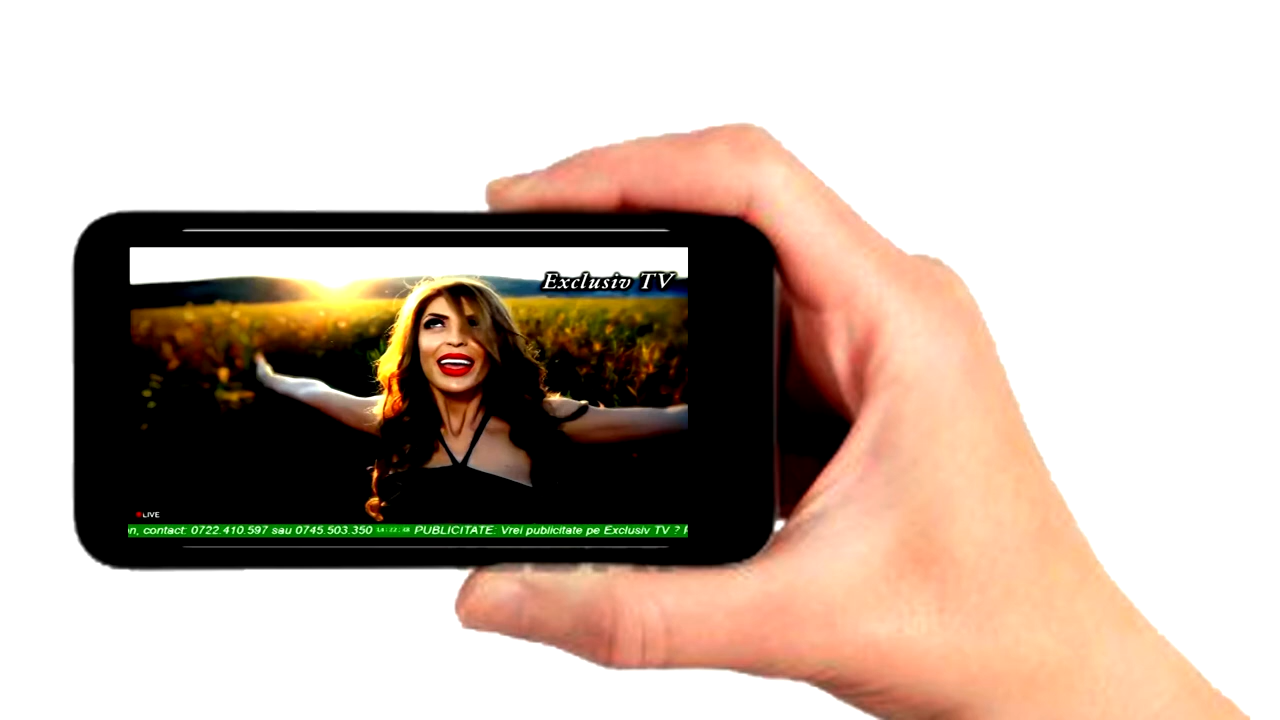 Exclusiv TV
LIVE
n, contact: 0722.410.597 sau 0745.503.350 PUBLICITATE: Vrei publicitate pe Exclusiv TV ?